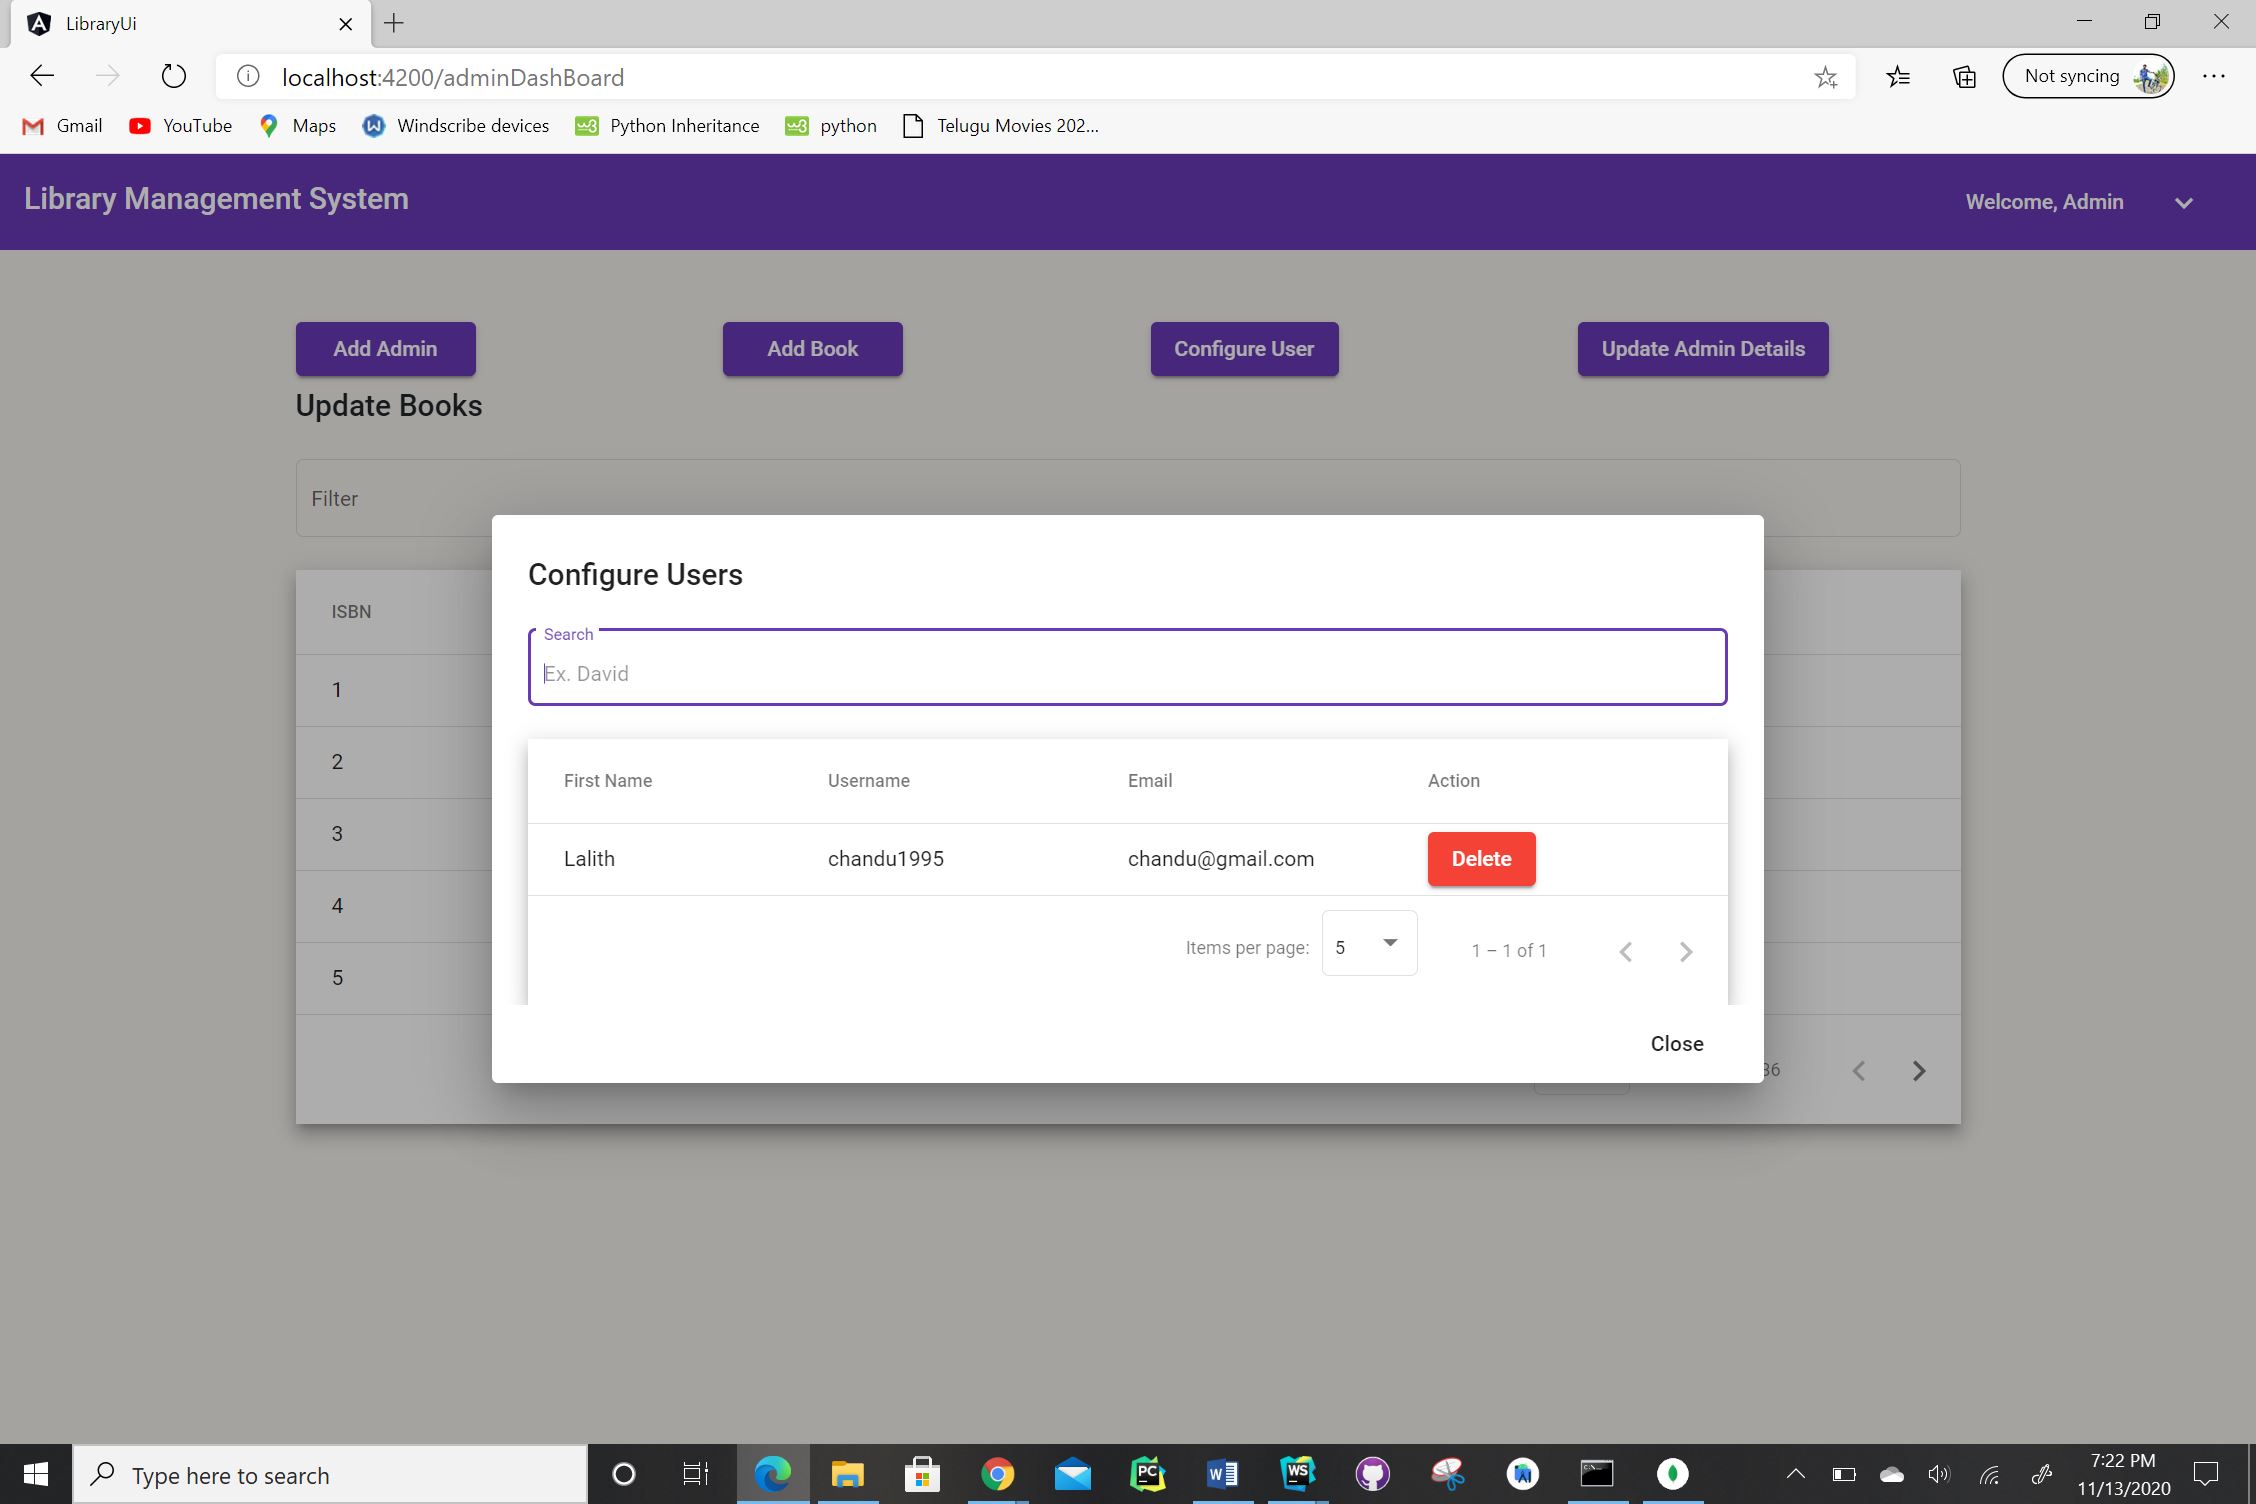 LibraryUi
localhost:4200/adminDashBoard
Not syncing
Gmail YouTube Maps Windscribe devices Python Inheritance python Telugu Movies 202...
Library Management System
Welcome, Admin
Add Admin Add Book Configure User Update Admin Details
Update Books
Filter
ISBN
1
2
3
4
5
36
Configure Users
Search
Ex. David
First Name Username Email Action
Lalith chandu1995 chandu@gmail.com Delete
Items per page: 5 1 – 1 of 1
Close
Type here to search
7:22 PM
11/13/2020